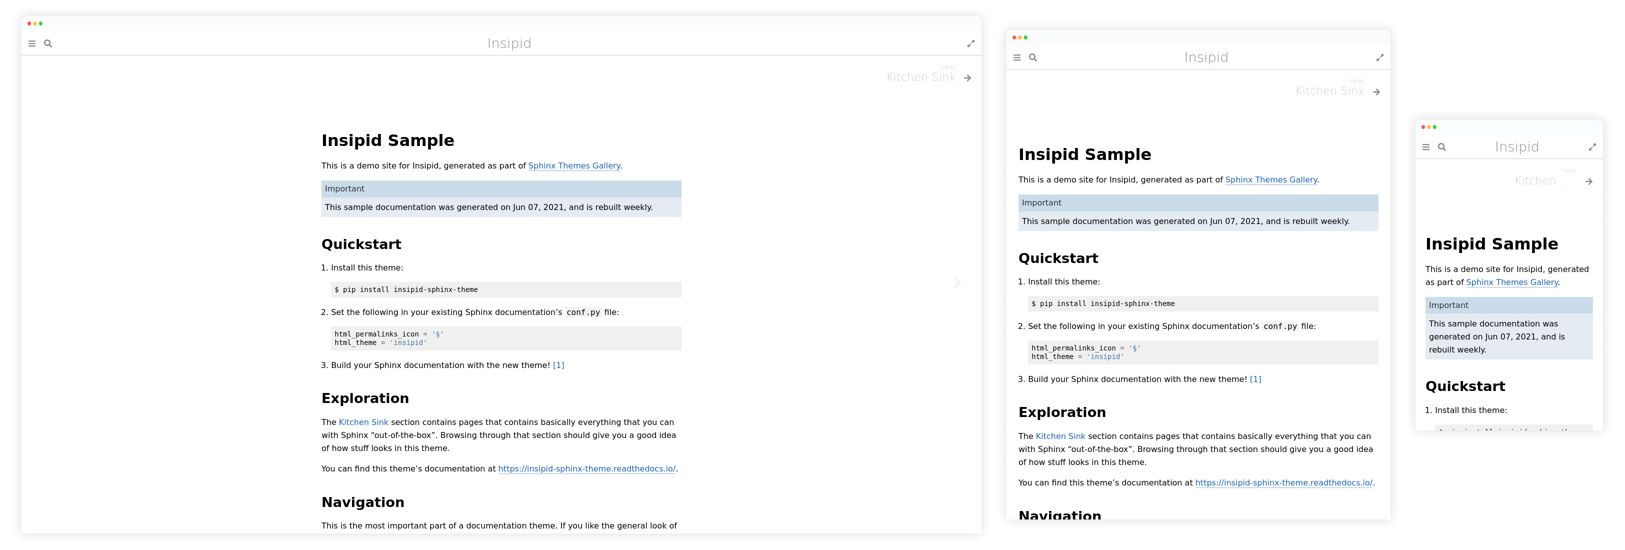 Insipid
next
Kitchen Sink
Insipid Sample
This is a demo site for Insipid, generated as part of Sphinx Themes Gallery.
Important
This sample documentation was generated on Jun 07, 2021, and is rebuilt weekly.
Quickstart
1. Install this theme:
$ pip install insipid-sphinx-theme
2. Set the following in your existing Sphinx documentation’s conf.py file:
html_permalinks_icon = '§'
html_theme = 'insipid'
3. Build your Sphinx documentation with the new theme! [1]
Exploration
The Kitchen Sink section contains pages that contains basically everything that you can
with Sphinx “out-of-the-box”. Browsing through that section should give you a good idea
of how stuff looks in this theme.
You can find this theme’s documentation at https://insipid-sphinx-theme.readthedocs.io/.
Navigation
This is the most important part of a documentation theme. If you like the general look of
Insipid
next
Kitchen Sink
Insipid Sample
This is a demo site for Insipid, generated as part of Sphinx Themes Gallery.
Important
This sample documentation was generated on Jun 07, 2021, and is rebuilt weekly.
Quickstart
1. Install this theme:
$ pip install insipid-sphinx-theme
2. Set the following in your existing Sphinx documentation’s conf.py file:
html_permalinks_icon = '§'
html_theme = 'insipid'
3. Build your Sphinx documentation with the new theme! [1]
Exploration
The Kitchen Sink section contains pages that contains basically everything that you can
with Sphinx “out-of-the-box”. Browsing through that section should give you a good idea
of how stuff looks in this theme.
You can find this theme’s documentation at https://insipid-sphinx-theme.readthedocs.io/.
Navigation
Insipid
next
Kitchen ...
Insipid Sample
This is a demo site for Insipid, generated
as part of Sphinx Themes Gallery.
Important
This sample documentation was
generated on Jun 07, 2021, and is
rebuilt weekly.
Quickstart
1. Install this theme: